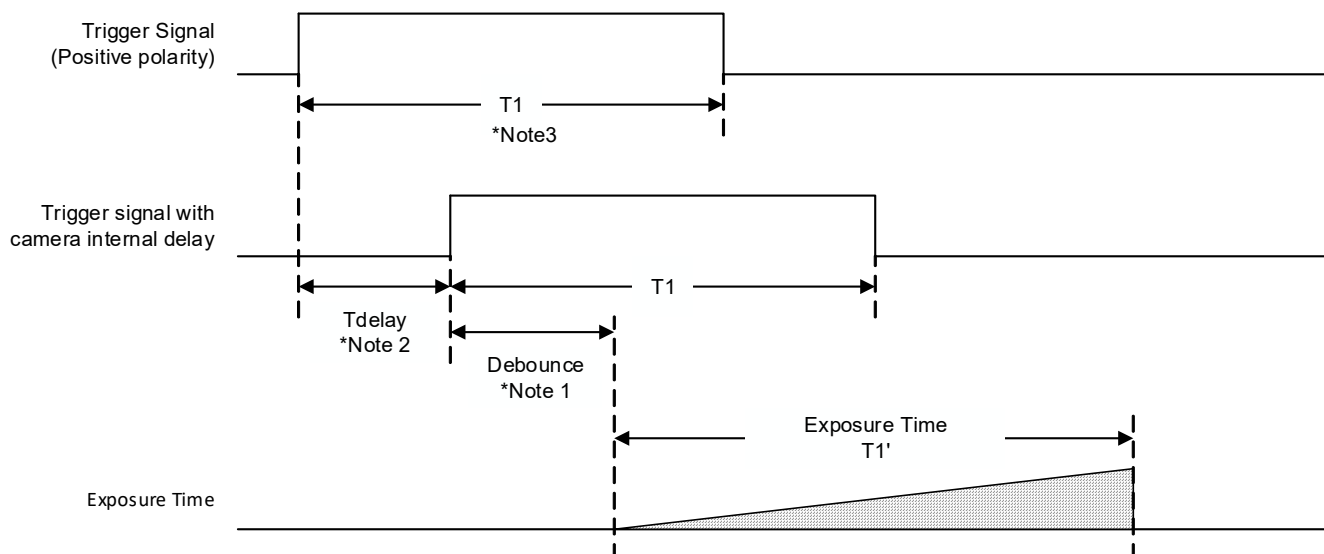 Trigger Signal
(Positive polarity)
T1
*Note3
Trigger signal with
camera internal delay
T1
Tdelay
*Note 2
Debounce
*Note 1
Exposure Time
T1'
Exposure Time